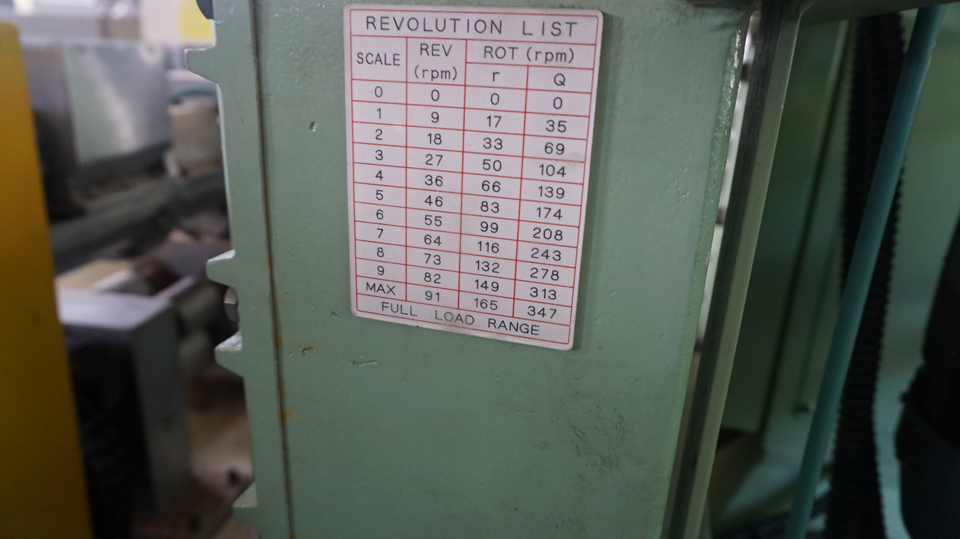 REVOLUTION LIST
SCALE REV (rpm) ROT (rpm)
r Q
0 0 0 0
1 9 17 35
2 18 33 69
3 27 50 104
4 36 66 139
5 46 83 174
6 55 99 208
7 64 116 243
8 73 132 278
9 82 149 313
MAX 91 165 347
FULL LOAD RANGE